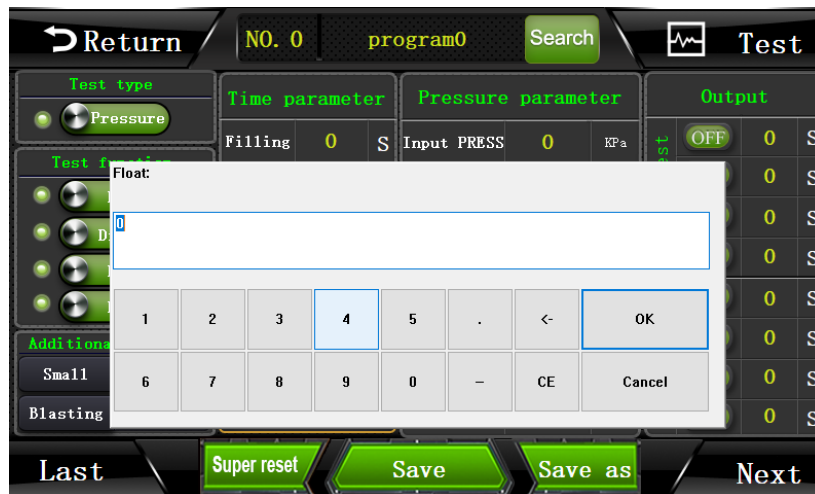 Return
NO. 0
program0
Search
Test
Test type
Pressure
Time parameter
Pressure parameter
Output
Filling 0 S
Input PRESS 0 KPa
OFF 0 S
Float:
0
0 S
0 S
0 S
0 S
0 S
0 S
0 S
1 2 3 4 5 . <- OK
6 7 8 9 0 - CE Cancel
Small
Blasting
Last
Super reset
Save
Save as
Next